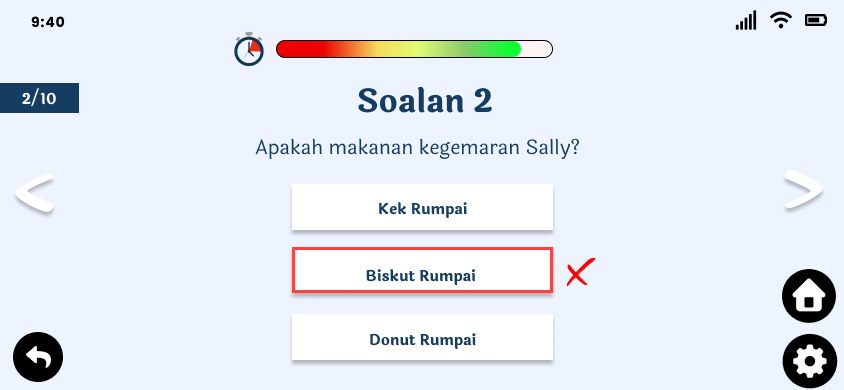 9:40
2/10
Soalan 2
Apakah makanan kegemaran Sally?
Kek Rumpai
Biskut Rumpai
Donut Rumpai